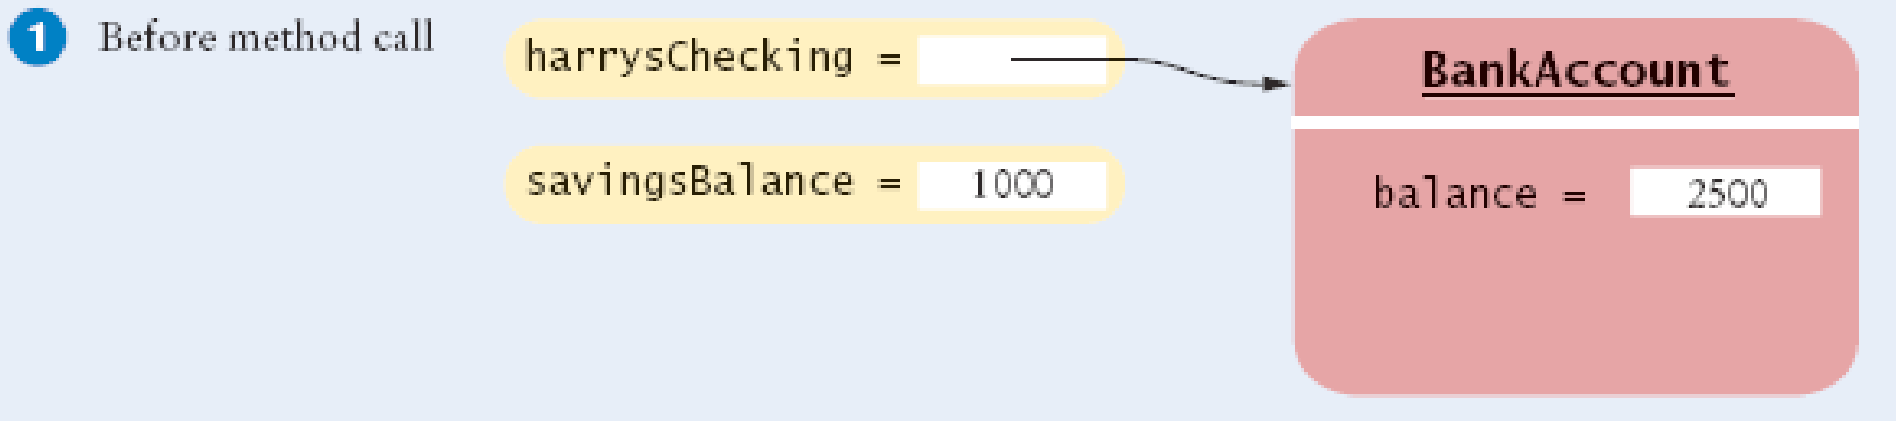 1 Before method call
harrysChecking =
savingsBalance = 1000
BankAccount
balance = 2500